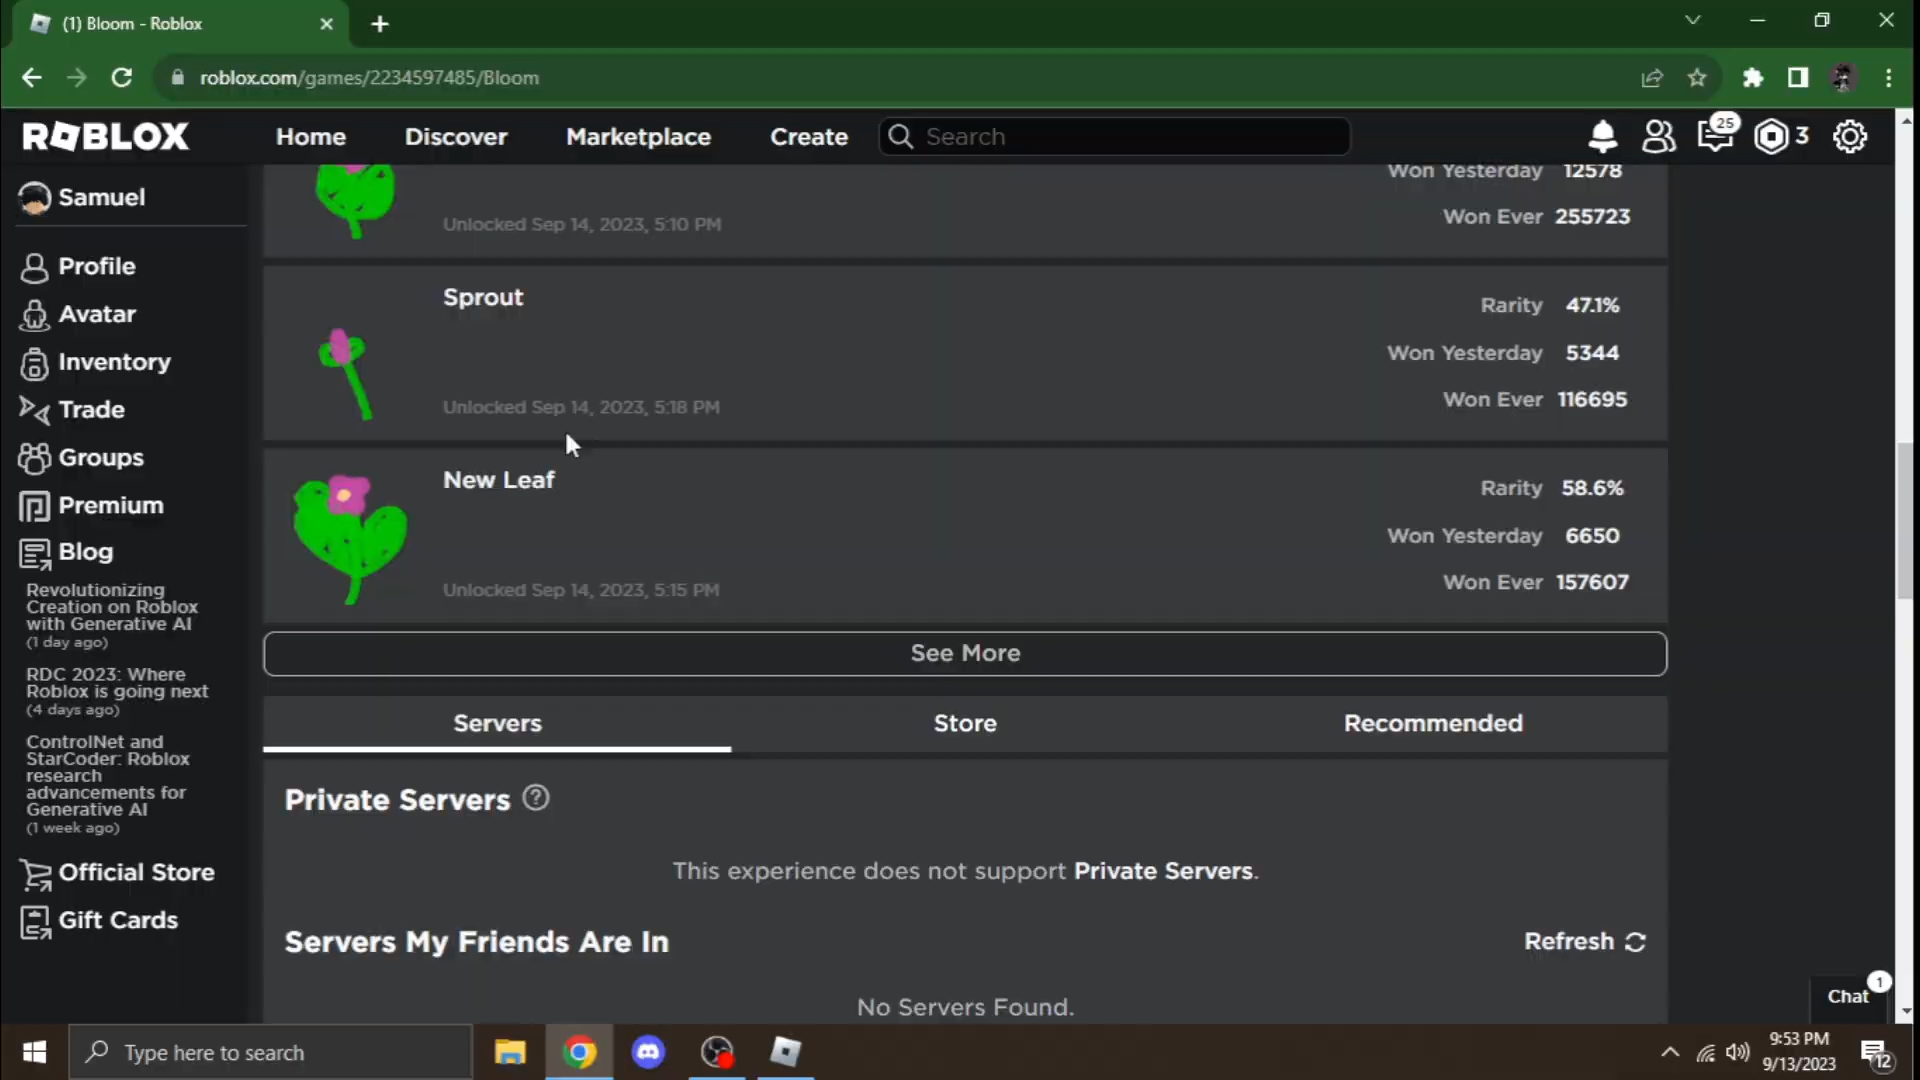 (1) Bloom - Roblox
roblox.com/games/2234597485/Bloom
ROBLOX
Home
Discover
Marketplace
Create
Search
25
3
Samuel
Profile
Avatar
Inventory
Trade
Groups
Premium
Blog
Revolutionizing
Creation on Roblox
with Generative AI
(1 day ago)
RDC 2023: Where
Roblox is going next
(4 days ago)
ControlNet and
StarCoder: Roblox
research
advancements for
Generative AI
(1 week ago)
Official Store
Gift Cards
Unlocked Sep 14, 2023, 5:10 PM
Won Yesterday 12578
Won Ever 255723
Sprout
Unlocked Sep 14, 2023, 5:18 PM
Rarity 47.1%
Won Yesterday 5344
Won Ever 116695
New Leaf
Unlocked Sep 14, 2023, 5:15 PM
Rarity 58.6%
Won Yesterday 6650
Won Ever 157607
See More
Servers
Store
Recommended
Private Servers
This experience does not support Private Servers.
Servers My Friends Are In
Refresh
No Servers Found.
Chat
1
Type here to search
9:53 PM
9/13/2023
12